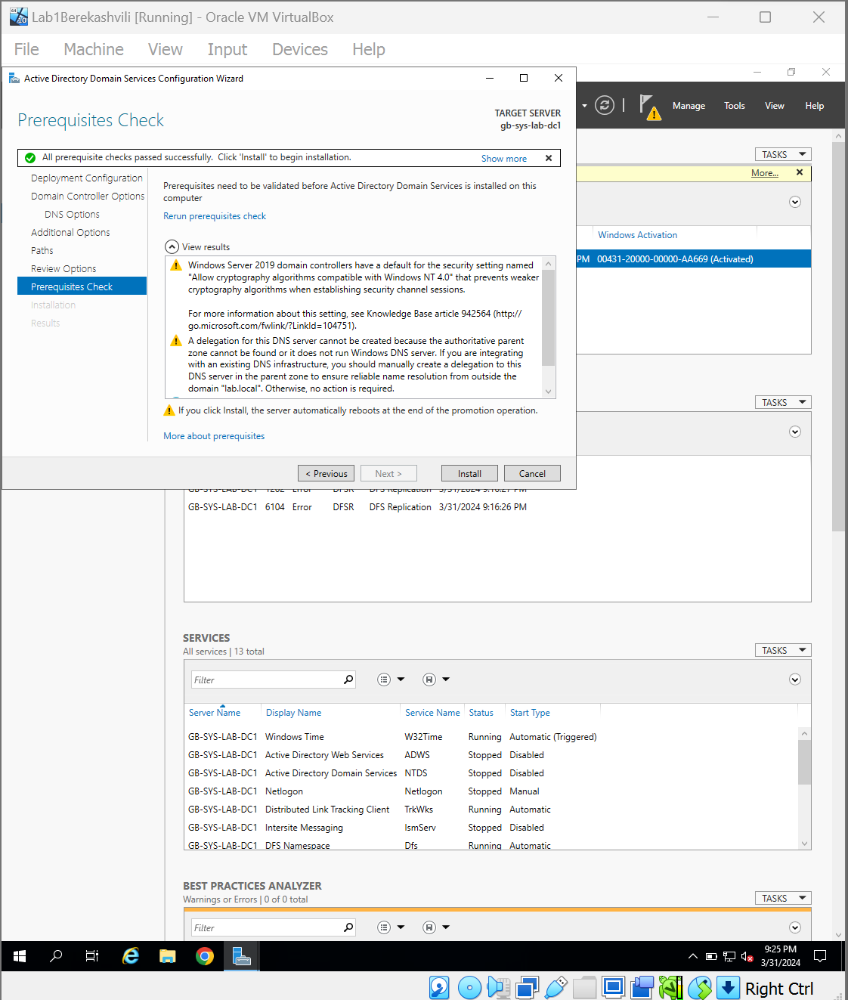 Lab1Berekashvili [Running] - Oracle VM VirtualBox
File Machine View Input Devices Help
Active Directory Domain Services Configuration Wizard
Prerequisites Check
TARGET SERVER
gb-sys-lab-dc1
All prerequisite checks passed successfully. Click 'Install' to begin installation.
Show more
Deployment Configuration
Domain Controller Options
DNS Options
Additional Options
Paths
Review Options
Prerequisites Check
Installation
Results
Prerequisites need to be validated before Active Directory Domain Services is installed on this
computer
Rerun prerequisites check
View results
Windows Server 2019 domain controllers have a default for the security setting named
"Allow cryptography algorithms compatible with Windows NT 4.0" that prevents weaker
cryptography algorithms when establishing security channel sessions.
For more information about this setting, see Knowledge Base article 942564 (http://
go.microsoft.com/fwlink/?LinkId=104751).
A delegation for this DNS server cannot be created because the authoritative parent
zone cannot be found or it does not run Windows DNS server. If you are integrating
with an existing DNS infrastructure, you should manually create a delegation to this
DNS server in the parent zone to ensure reliable name resolution from outside the
domain "lab.local". Otherwise, no action is required.
If you click Install, the server automatically reboots at the end of the promotion operation.
More about prerequisites
< Previous Next > Install Cancel
Manage Tools View Help
TASKS
More...
Windows Activation
PM 00431-20000-00000-AA669 (Activated)
TASKS
GB-SYS-LAB-DC1 1202 Error DFSR DFS Replication 3/31/2024 9:16:27 PM
GB-SYS-LAB-DC1 6104 Error DFSR DFS Replication 3/31/2024 9:16:26 PM
SERVICES
All services | 13 total
TASKS
Filter
Server Name Display Name Service Name Status Start Type
GB-SYS-LAB-DC1 Windows Time W32Time Running Automatic (Triggered)
GB-SYS-LAB-DC1 Active Directory Web Services ADWS Stopped Disabled
GB-SYS-LAB-DC1 Active Directory Domain Services NTDS Stopped Disabled
GB-SYS-LAB-DC1 Netlogon Netlogon Stopped Manual
GB-SYS-LAB-DC1 Distributed Link Tracking Client TrkWks Running Automatic
GB-SYS-LAB-DC1 Intersite Messaging IsmServ Stopped Disabled
GB-SYS-LAB-DC1 DFS Namespace Dfs Running Automatic
BEST PRACTICES ANALYZER
Warnings or Errors | 0 of 0 total
TASKS
Filter
9:25 PM
3/31/2024
Right Ctrl